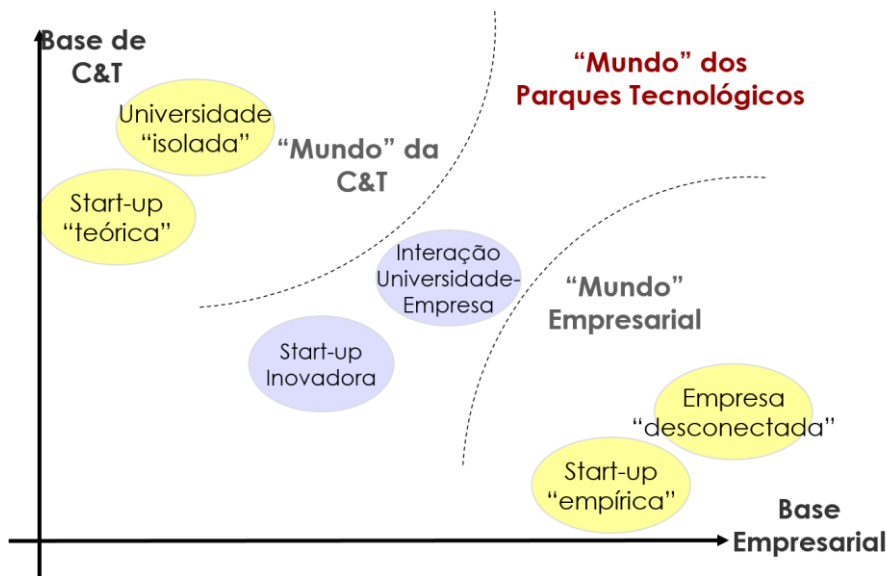 Base de
C&T
Universidade
“isolada”
Start-up
“teórica”
“Mundo” da
C&T
“Mundo” dos
Parques Tecnológicos
Interação
Universidade-
Empresa
Start-up
Inovadora
“Mundo”
Empresarial
Empresa
“desconectada”
Start-up
“empírica”
Base
Empresarial